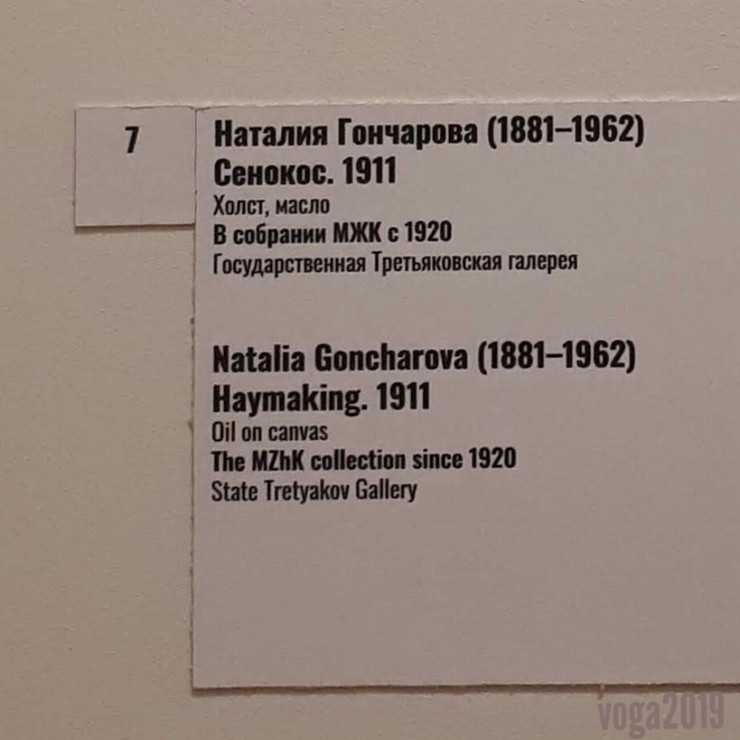 7
Наталия Гончарова (1881–1962)
Сенокос. 1911
Холст, масло
В собрании МЖК с 1920
Государственная Третьяковская галерея
Natalia Goncharova (1881–1962)
Haymaking. 1911
Oil on canvas
The MZhK collection since 1920
State Tretyakov Gallery
voga2019